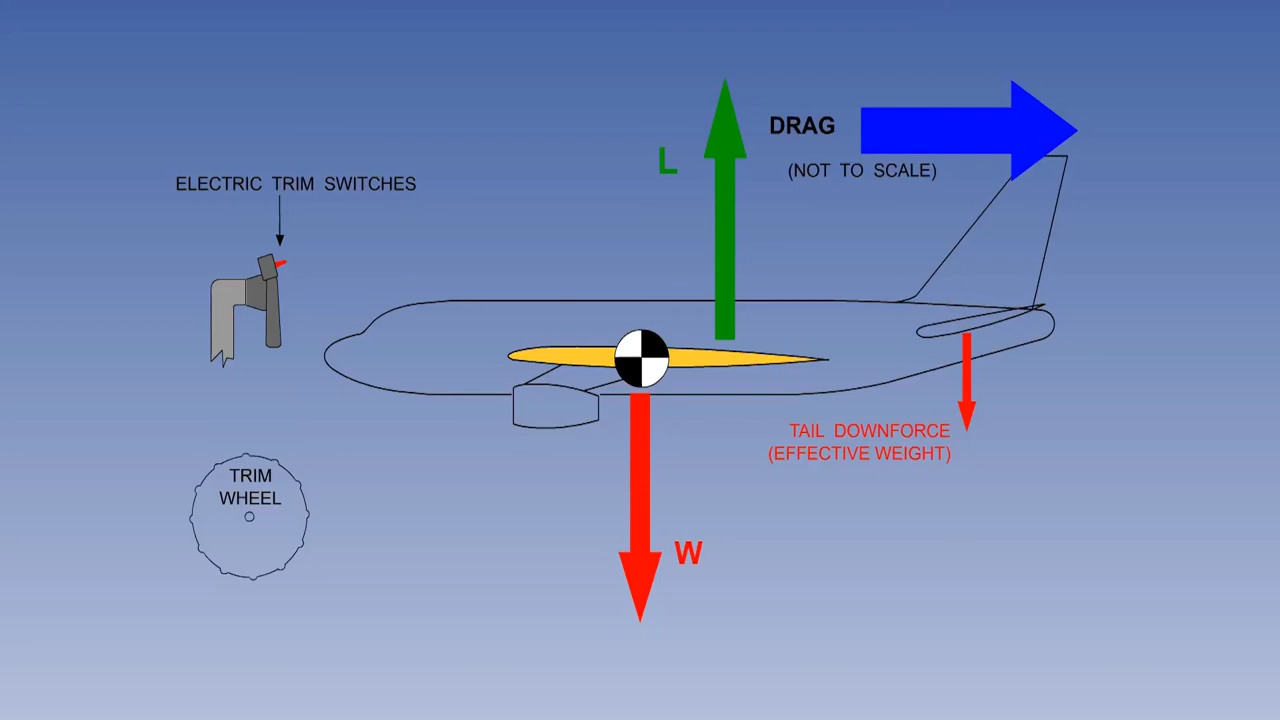 L
DRAG
(NOT TO SCALE)
ELECTRIC TRIM SWITCHES
TAIL DOWNFORCE
(EFFECTIVE WEIGHT)
TRIM
WHEEL
W